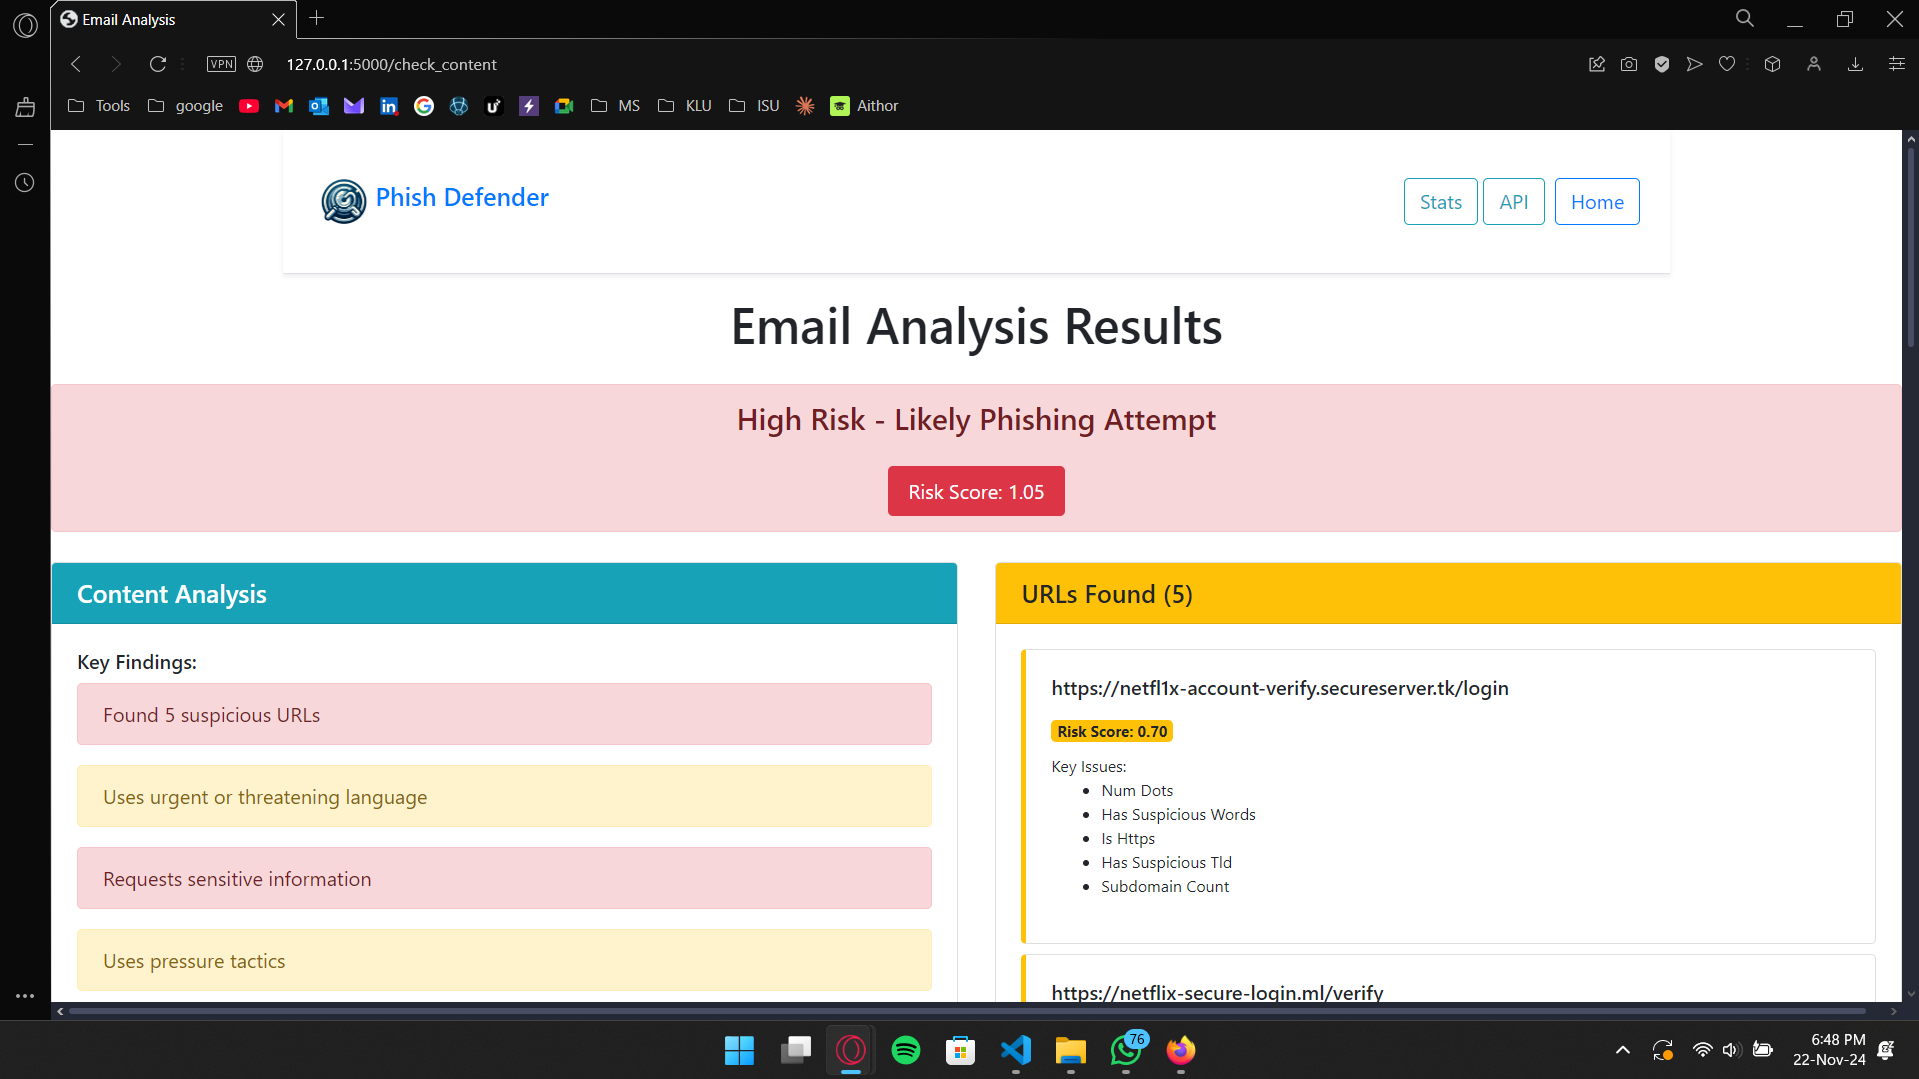 Email Analysis
VPN
127.0.0.1:5000/check_content
Tools
google
MS
KLU
ISU
Aithor
Phish Defender
Stats
API
Home
Email Analysis Results
High Risk - Likely Phishing Attempt
Risk Score: 1.05
Content Analysis
Key Findings:
Found 5 suspicious URLs
Uses urgent or threatening language
Requests sensitive information
Uses pressure tactics
URLs Found (5)
https://netfl1x-account-verify.secureserver.tk/login
Risk Score: 0.70
Key Issues:
Num Dots
Has Suspicious Words
Is Https
Has Suspicious Tld
Subdomain Count
https://netflix-secure-login.ml/verify
76
6:48 PM
22-Nov-24